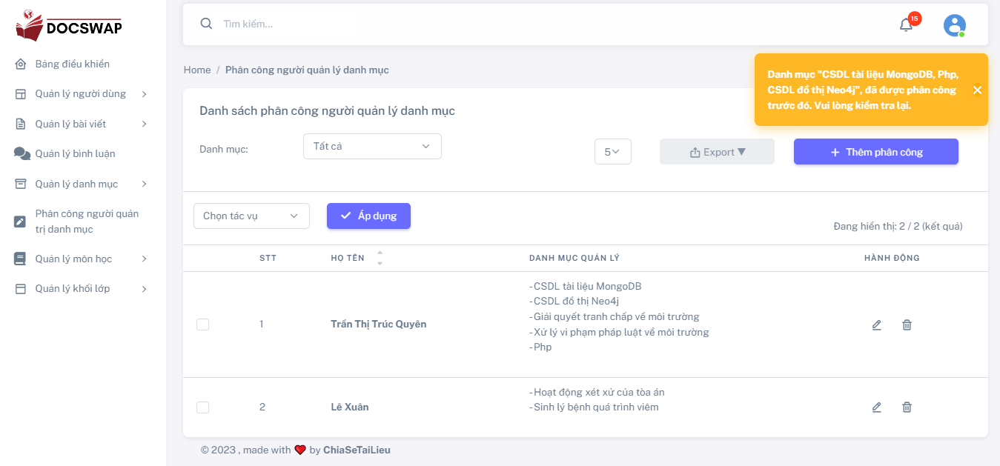 DOCSWAP
Bảng điều khiển
Quản lý người dùng
Quản lý bài viết
Quản lý bình luận
Quản lý danh mục
Phân công người quản
trị danh mục
Quản lý môn học
Quản lý khối lớp
Tìm kiếm...
15
Home / Phân công người quản lý danh mục
Danh mục "CSDL tài liệu MongoDB, Php,
CSDL đồ thị Neo4j", đã được phân công
trước đó. Vui lòng kiểm tra lại.
Danh sách phân công người quản lý danh mục
Danh mục: Tất cả 5 Export ▼ + Thêm phân công
Chọn tác vụ Áp dụng
Đang hiển thị: 2 / 2 (kết quả)
STT HỌ TÊN DANH MỤC QUẢN LÝ HÀNH ĐỘNG
-CSDL tài liệu MongoDB
-CSDL đồ thị Neo4j
1 Trần Thị Trúc Quyên -Giải quyết tranh chấp về môi trường
-Xử lý vi phạm pháp luật về môi trường
-Php
-Hoạt động xét xử của tòa án
2 Lê Xuân -Sinh lý bệnh quá trình viêm
© 2023 , made with ❤️ by ChiaSeTaiLieu